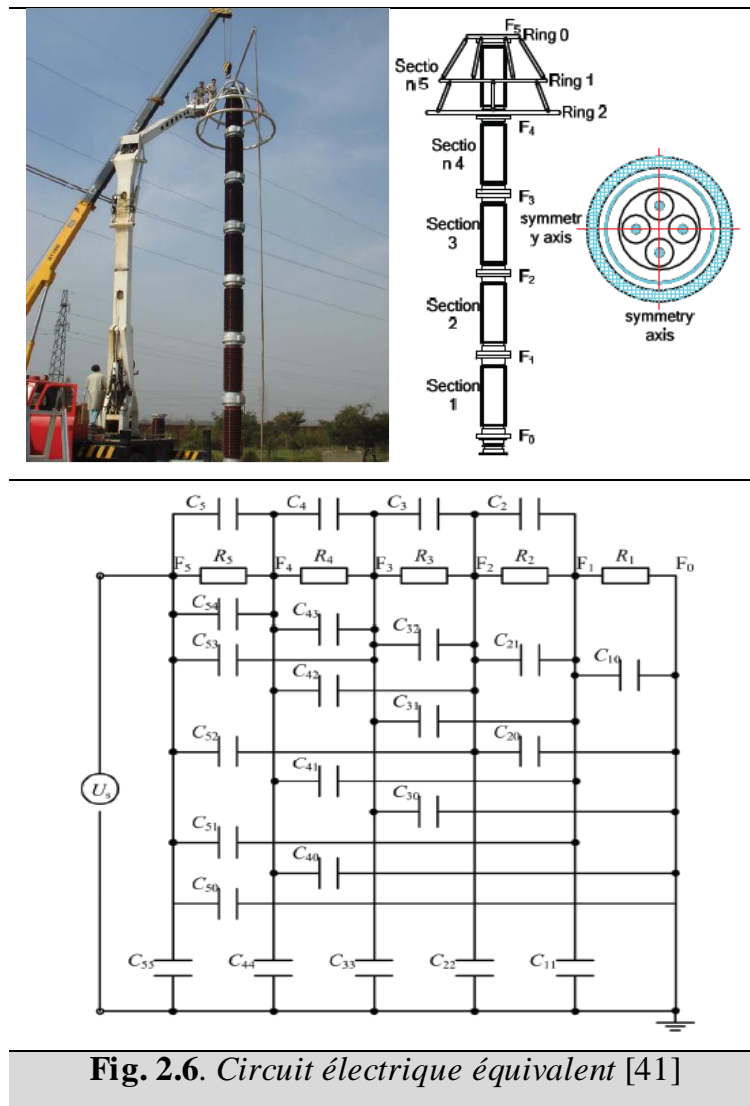 F5
Ring 0
Sectio
n 5
Ring 1
Ring 2
F4
Sectio
n 4
F3
Section
3
symmetr
y axis
F2
Section
2
symmetry
axis
F1
Section
1
F0
C5 C4 C3 C2
F5 R5 F4 R4 F3 R3 F2 R2 F1 R1 F0
C54 C43 C32
C53 C21 C10
C42
C31
C52 C20
Us
C41
C30
C51
C40
C50
C55 C44 C33 C22 C11
Fig. 2.6. Circuit électrique équivalent [41]